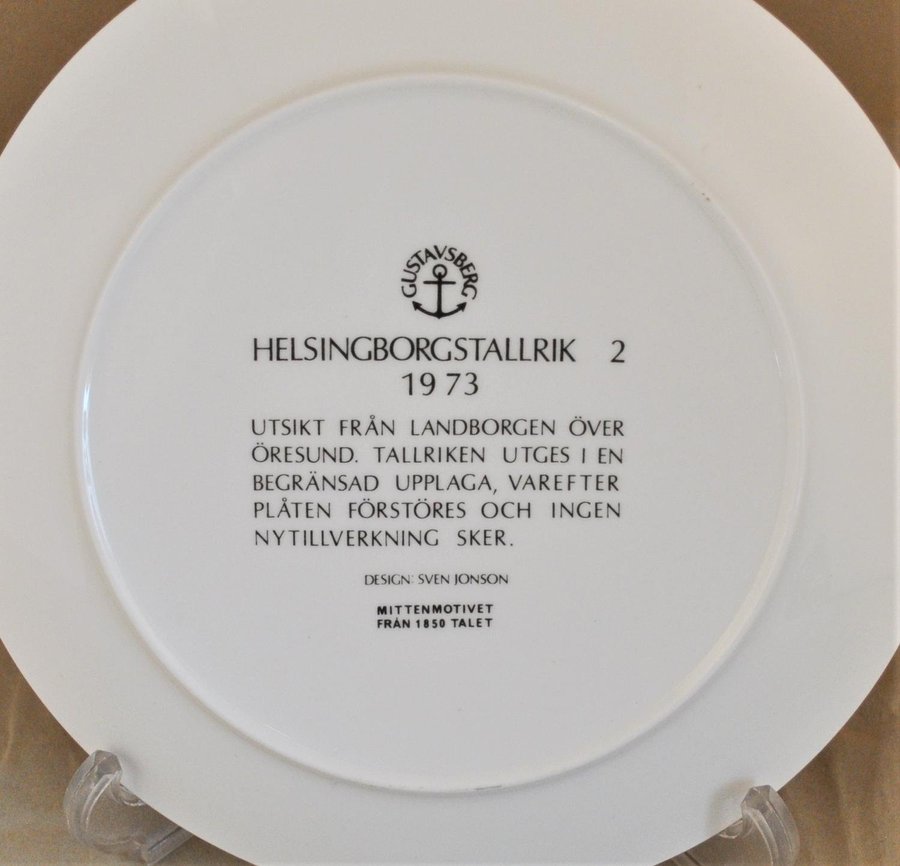 GUSTAVSBERG
HELSINGBORGSTALLRIK 2
1973
UTSIKT FRÅN LANDBORGEN ÖVER
ÖRESUND. TALLRIKEN UTGES I EN
BEGRÄNSAD UPPLAGA, VAREFTER
PLÅTEN FÖRSTÖRES OCH INGEN
NYTILLVERKNING SKER.
DESIGN: SVEN JONSON
MITTENMOTIVET
FRÅN 1850 TALET